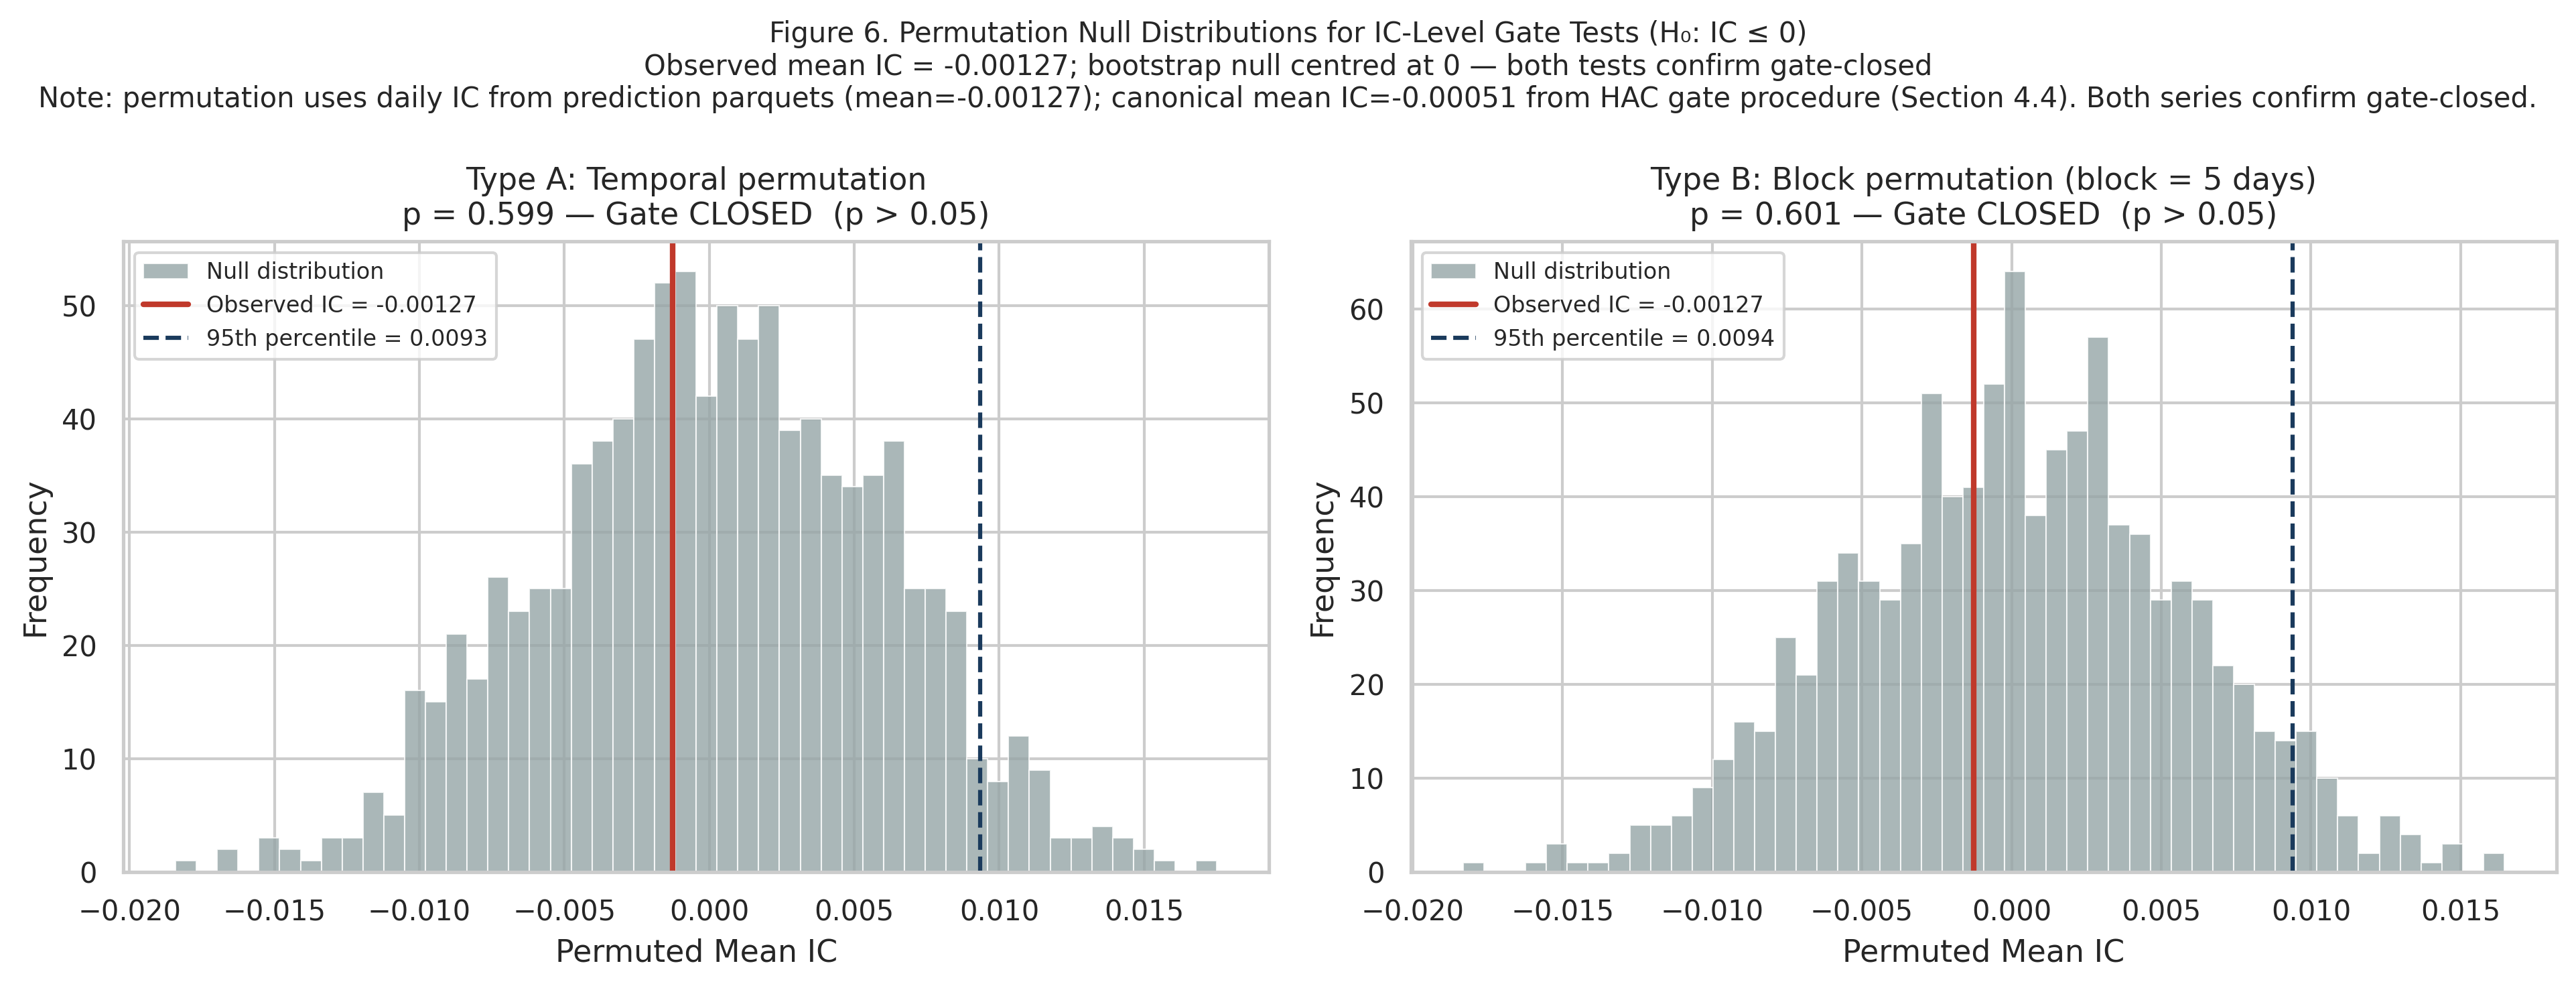 Figure 6. Permutation Null Distributions for IC-Level Gate Tests (H₀: IC ≤ 0)
Observed mean IC = -0.00127; bootstrap null centred at 0 — both tests confirm gate-closed
Note: permutation uses daily IC from prediction parquets (mean=-0.00127); canonical mean IC=-0.00051 from HAC gate procedure (Section 4.4). Both series confirm gate-closed.
Type A: Temporal permutation
p = 0.599 — Gate CLOSED (p > 0.05)
Null distribution
Observed IC = -0.00127
95th percentile = 0.0093
Frequency
50
40
30
20
10
0
−0.020 −0.015 −0.010 −0.005 0.000 0.005 0.010 0.015
Permuted Mean IC
Type B: Block permutation (block = 5 days)
p = 0.601 — Gate CLOSED (p > 0.05)
Null distribution
Observed IC = -0.00127
95th percentile = 0.0094
Frequency
60
50
40
30
20
10
0
−0.020 −0.015 −0.010 −0.005 0.000 0.005 0.010 0.015
Permuted Mean IC